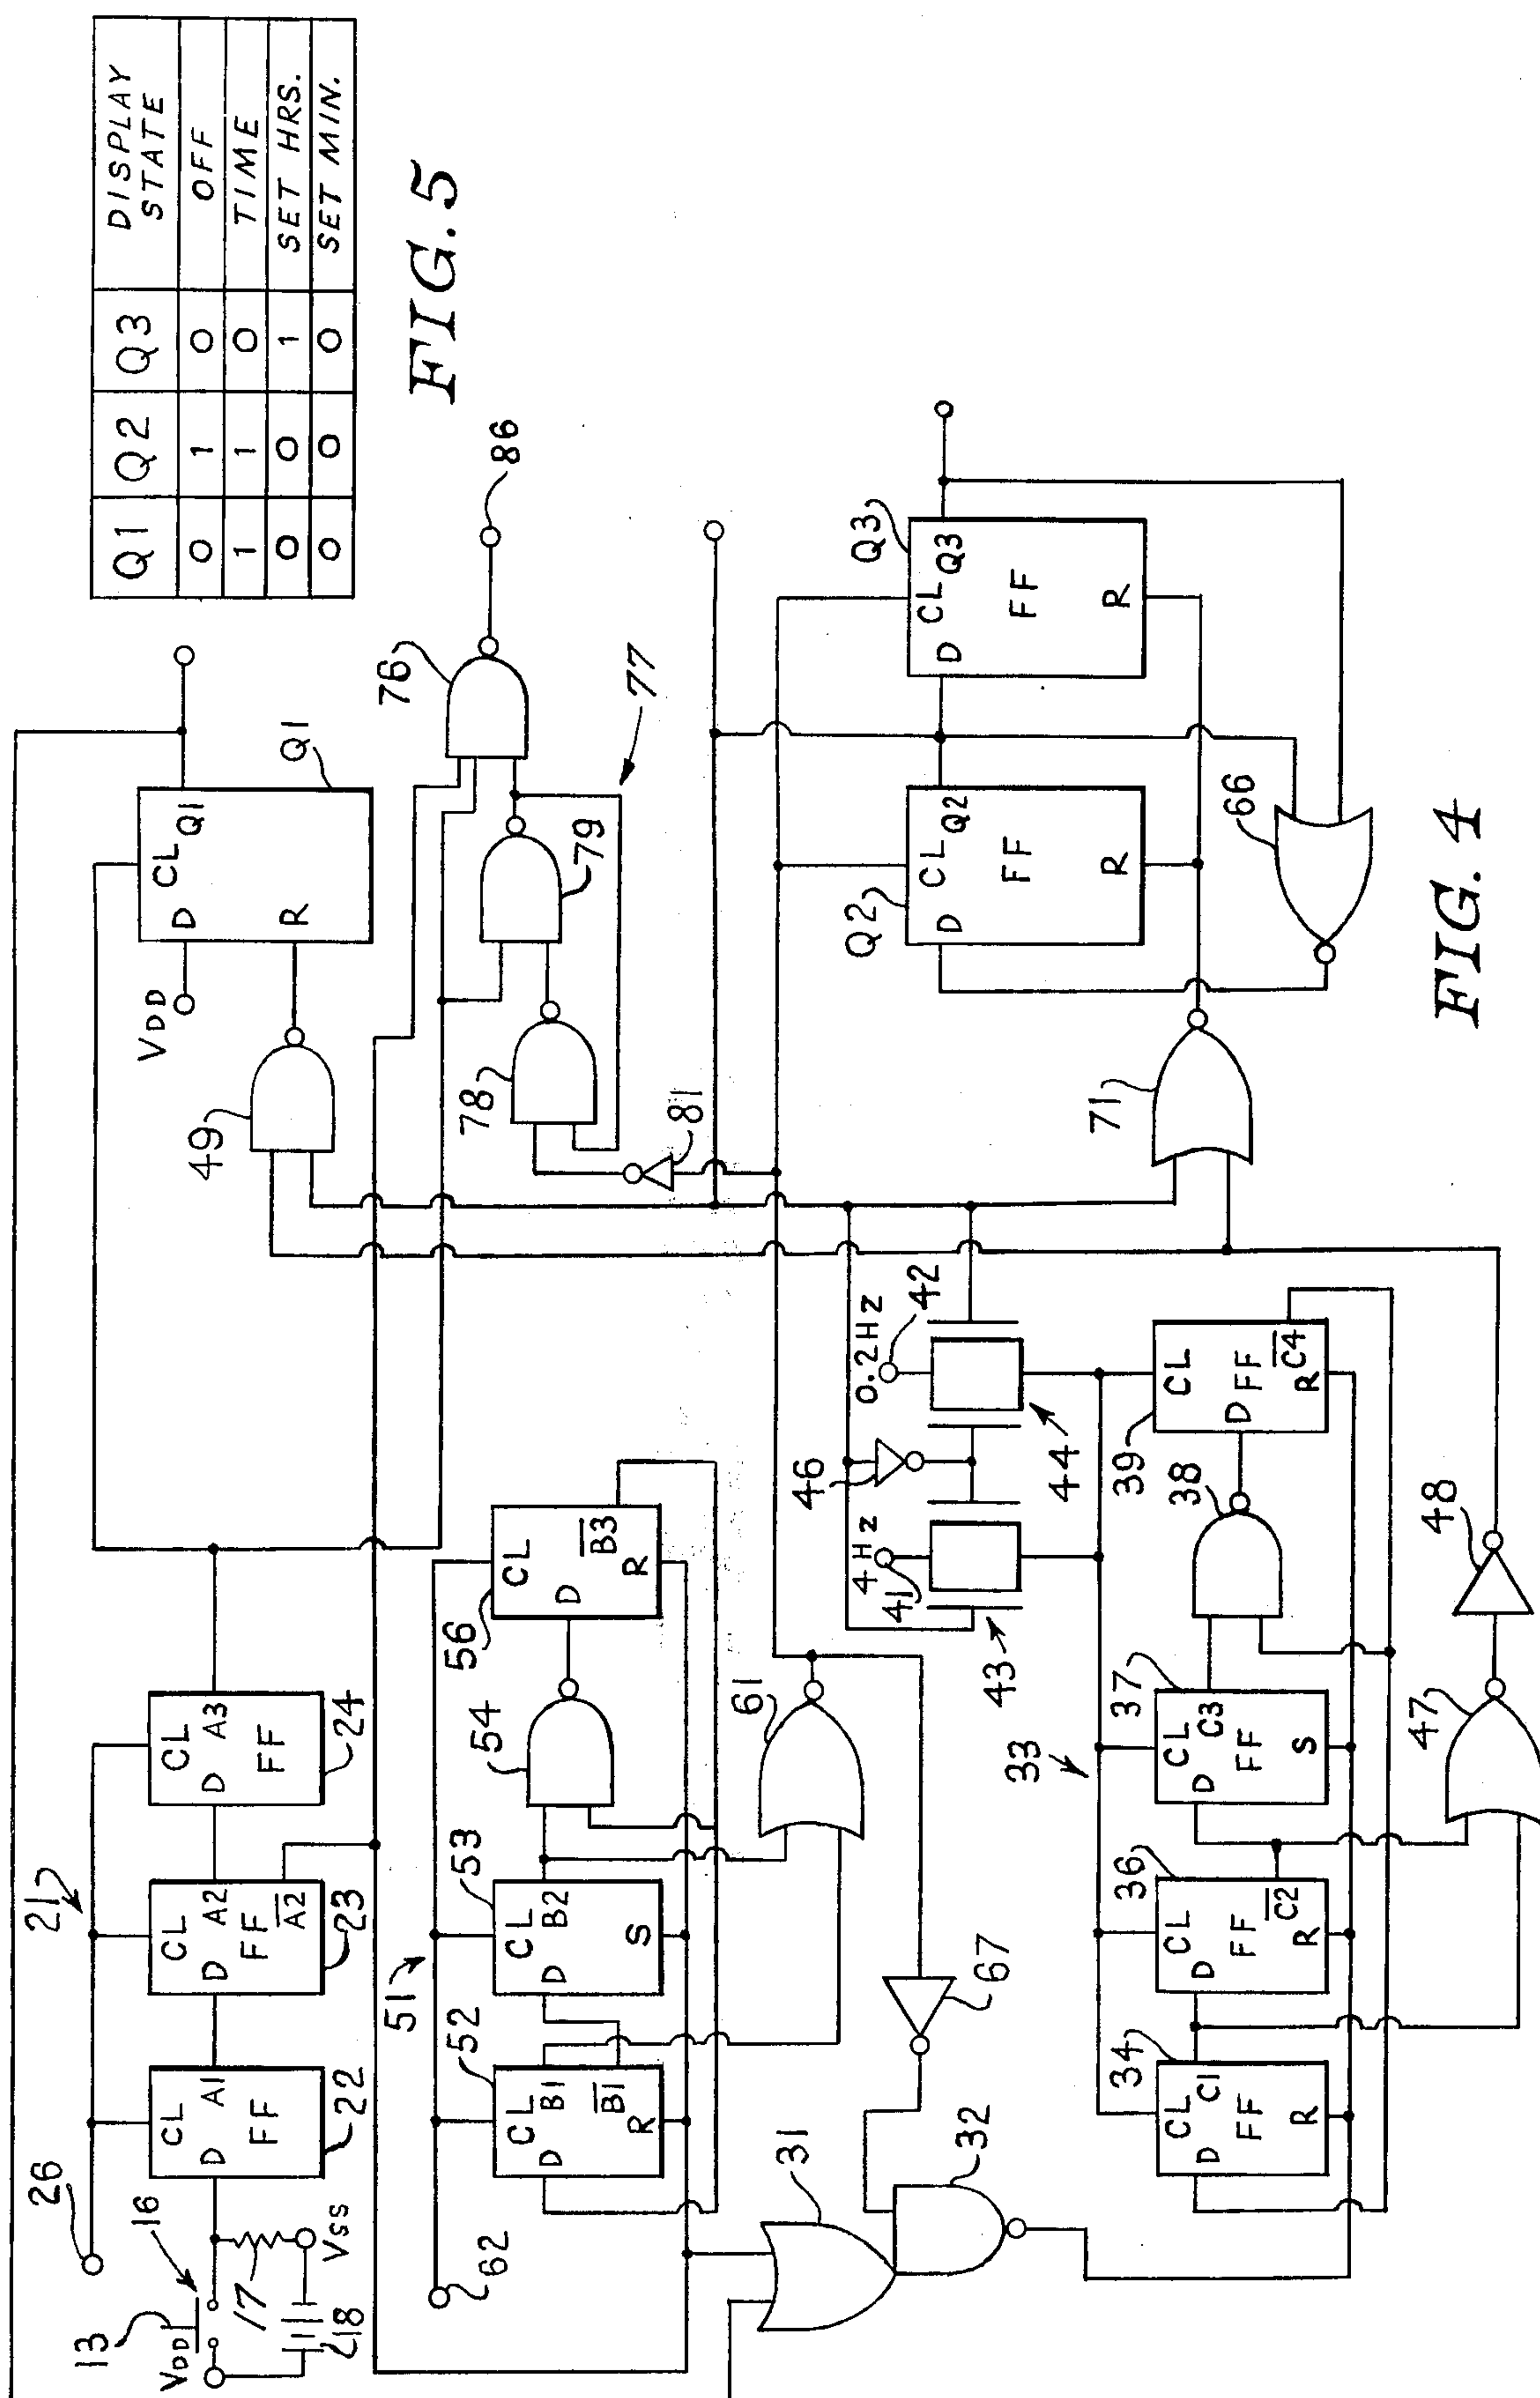 Q1 Q2 Q3 DISPLAY STATE
0 1 0 OFF
1 1 0 TIME
0 0 1 SET HRS.
0 0 0 SET MIN.
FIG. 5
21
26
CL
D
A1
FF
22
CL
D
A2
FF
A̅2̅
23
CL
D
A3
FF
24
13
16
VDD
17
18
VSS
VDD
D
CL
Q1
R
Q1
49
76
86
77
78
79
81
51
52
CL
D
B1
B̅1̅
R
53
CL
D
B2
S
54
56
CL
D
B̅3̅
R
62
61
31
32
67
4HZ
41
43
46
0.2HZ
42
44
33
34
CL
D
C1
FF
R
36
CL
D
FF
C̅2̅
R
37
CL
D
C3
FF
S
38
39
CL
D
FF
C̅4̅
R
47
48
71
Q2
CL
D
Q2
FF
R
Q3
CL
D
Q3
FF
R
66
FIG. 4